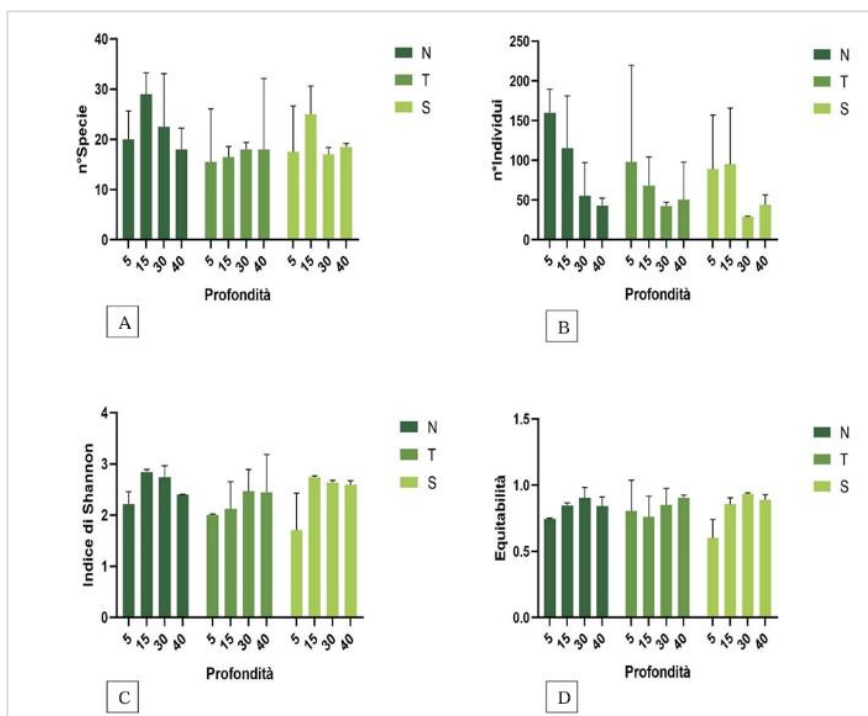 n°Specie
40
30
20
10
0
5 15 30 40 5 15 30 40 5 15 30 40
Profondità
N
T
S
A
n°Individui
250
200
150
100
50
0
5 15 30 40 5 15 30 40 5 15 30 40
Profondità
N
T
S
B
Indice di Shannon
4
3
2
1
0
5 15 30 40 5 15 30 40 5 15 30 40
Profondità
N
T
S
C
Equitabilità
1.5
1.0
0.5
0.0
5 15 30 40 5 15 30 40 5 15 30 40
Profondità
N
T
S
D